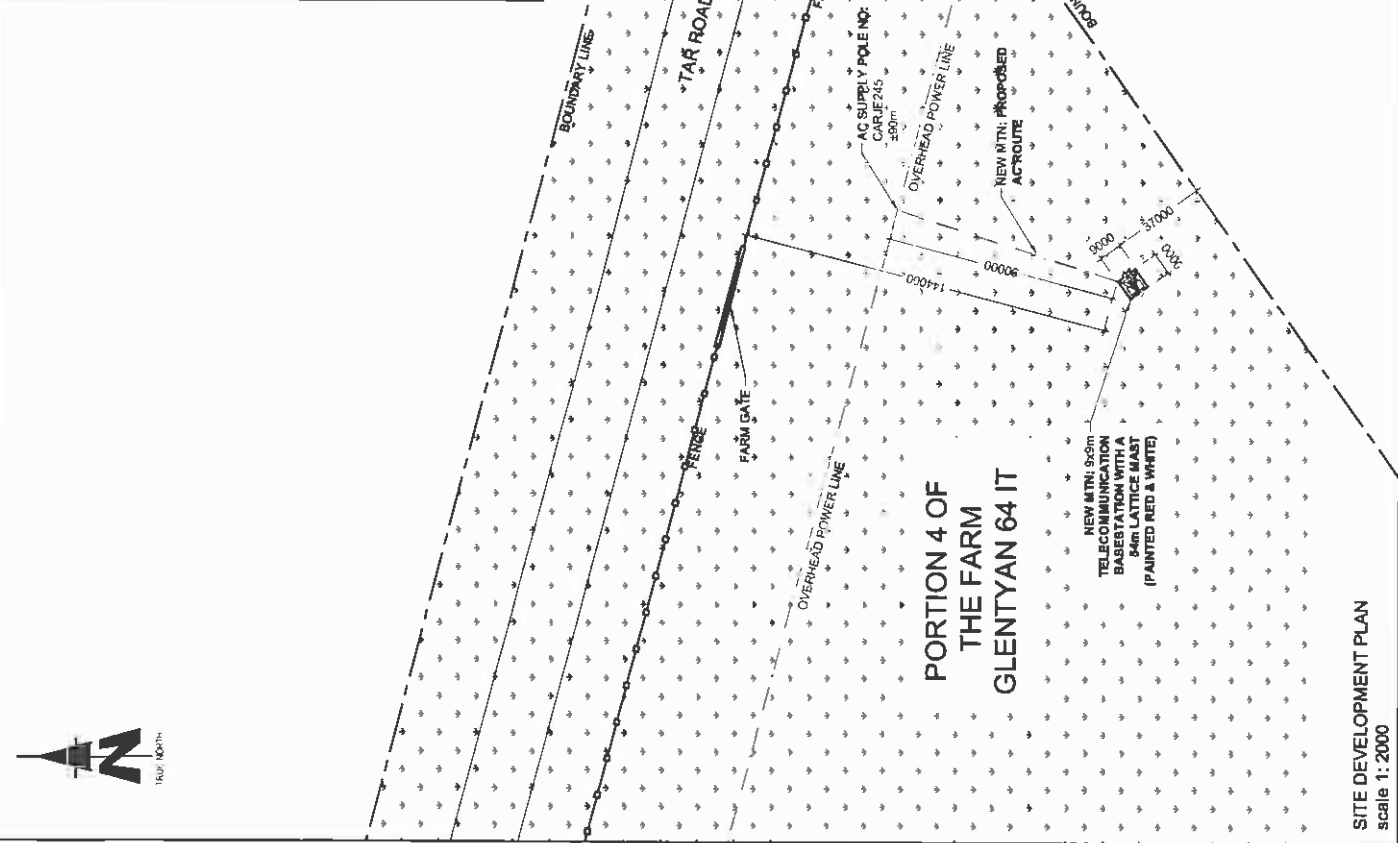 TRUE NORTH
BOUNDARY LINE
TAR ROAD
AC SUPPLY POLE NO:
CARJE245
±90m
OVERHEAD POWER LINE
NEW MTN: PROPOSED
AC ROUTE
FENCE
FARM GATE
144000
90000
9000
37000
OVERHEAD POWER LINE
PORTION 4 OF
THE FARM
GLENTYAN 64 IT
NEW MTN: 9x9m
TELECOMMUNICATION
BASESTATION WITH A
54m LATTICE MAST
(PAINTED RED & WHITE)
SITE DEVELOPMENT PLAN
scale 1: 2000